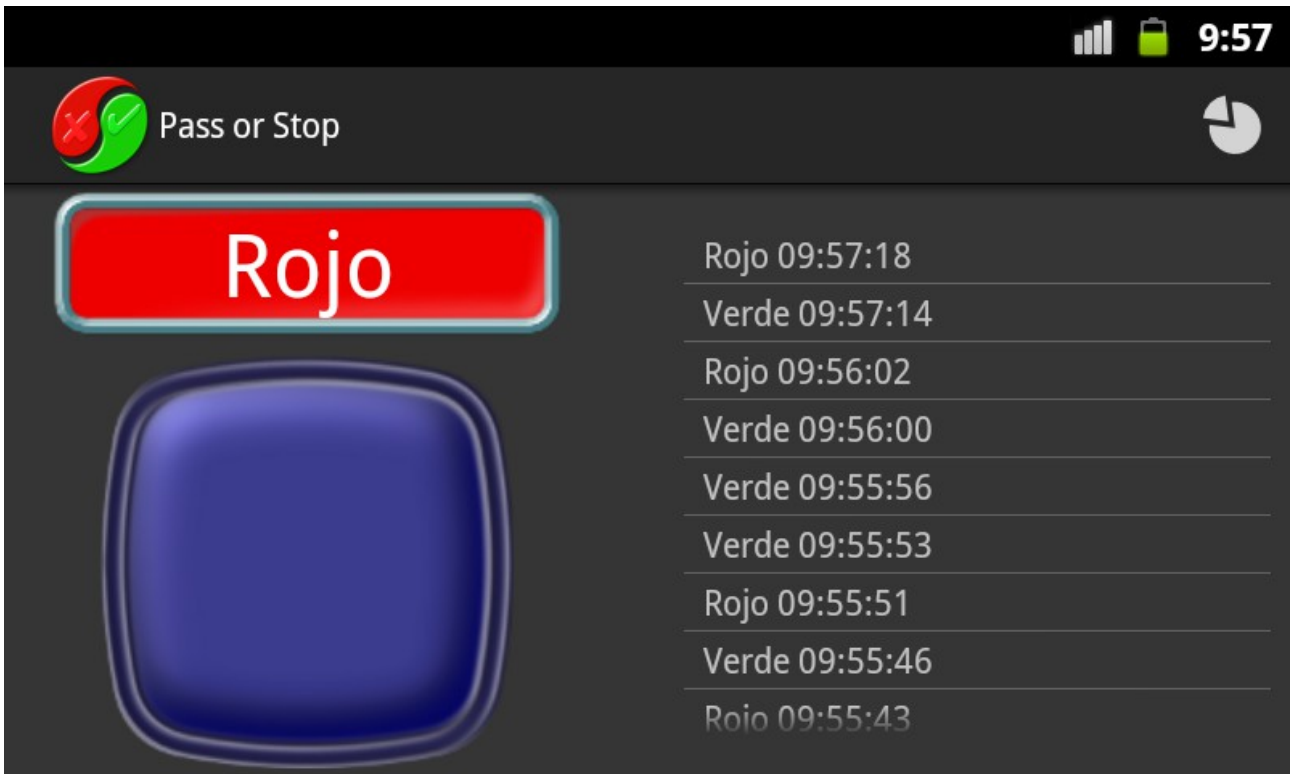 9:57
Pass or Stop
Rojo
Rojo 09:57:18
Verde 09:57:14
Rojo 09:56:02
Verde 09:56:00
Verde 09:55:56
Verde 09:55:53
Rojo 09:55:51
Verde 09:55:46
Rojo 09:55:43